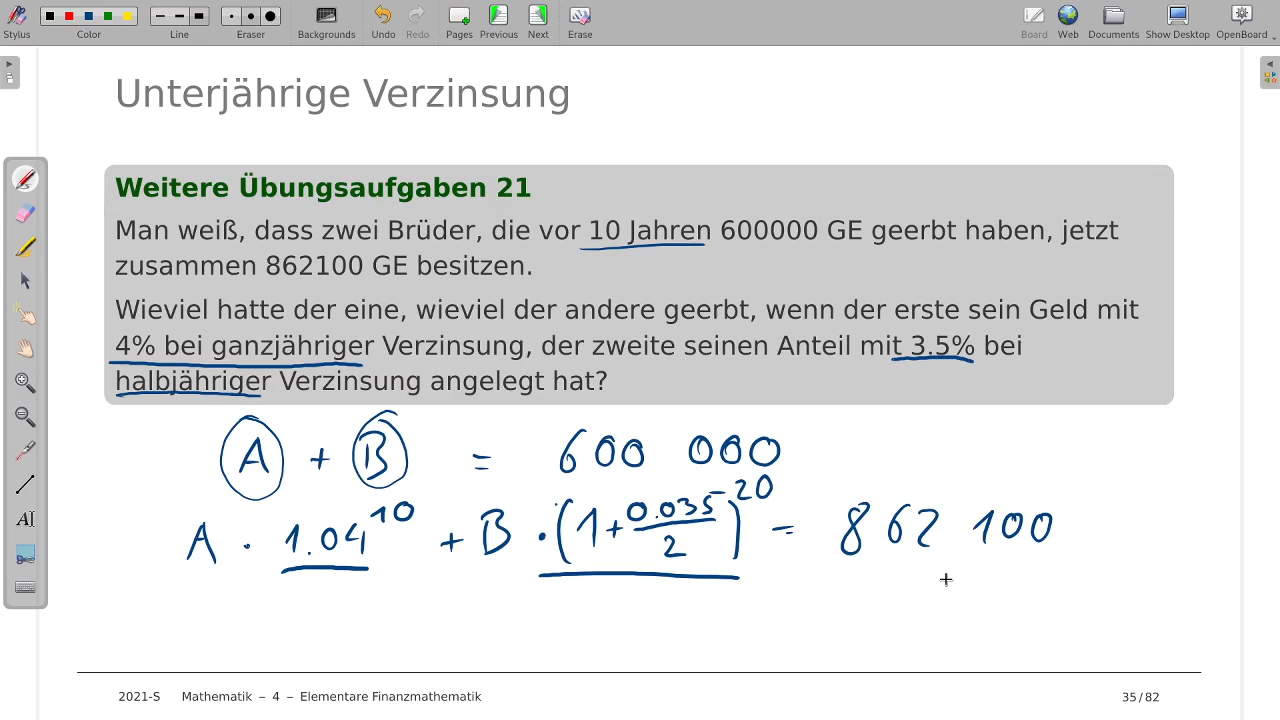 Stylus Color Line Eraser Backgrounds Undo Redo Pages Previous Next Erase Board Web Documents Show Desktop OpenBoard
Unterjährige Verzinsung
Weitere Übungsaufgaben 21
Man weiß, dass zwei Brüder, die vor 10 Jahren 600000 GE geerbt haben, jetzt
zusammen 862100 GE besitzen.
Wieviel hatte der eine, wieviel der andere geerbt, wenn der erste sein Geld mit
4% bei ganzjähriger Verzinsung, der zweite seinen Anteil mit 3.5% bei
halbjähriger Verzinsung angelegt hat?
A + B = 600 000
A · 1.04^10 + B · (1 + 0.035/2)^20 = 862 100
2021-S Mathematik – 4 – Elementare Finanzmathematik 35/82